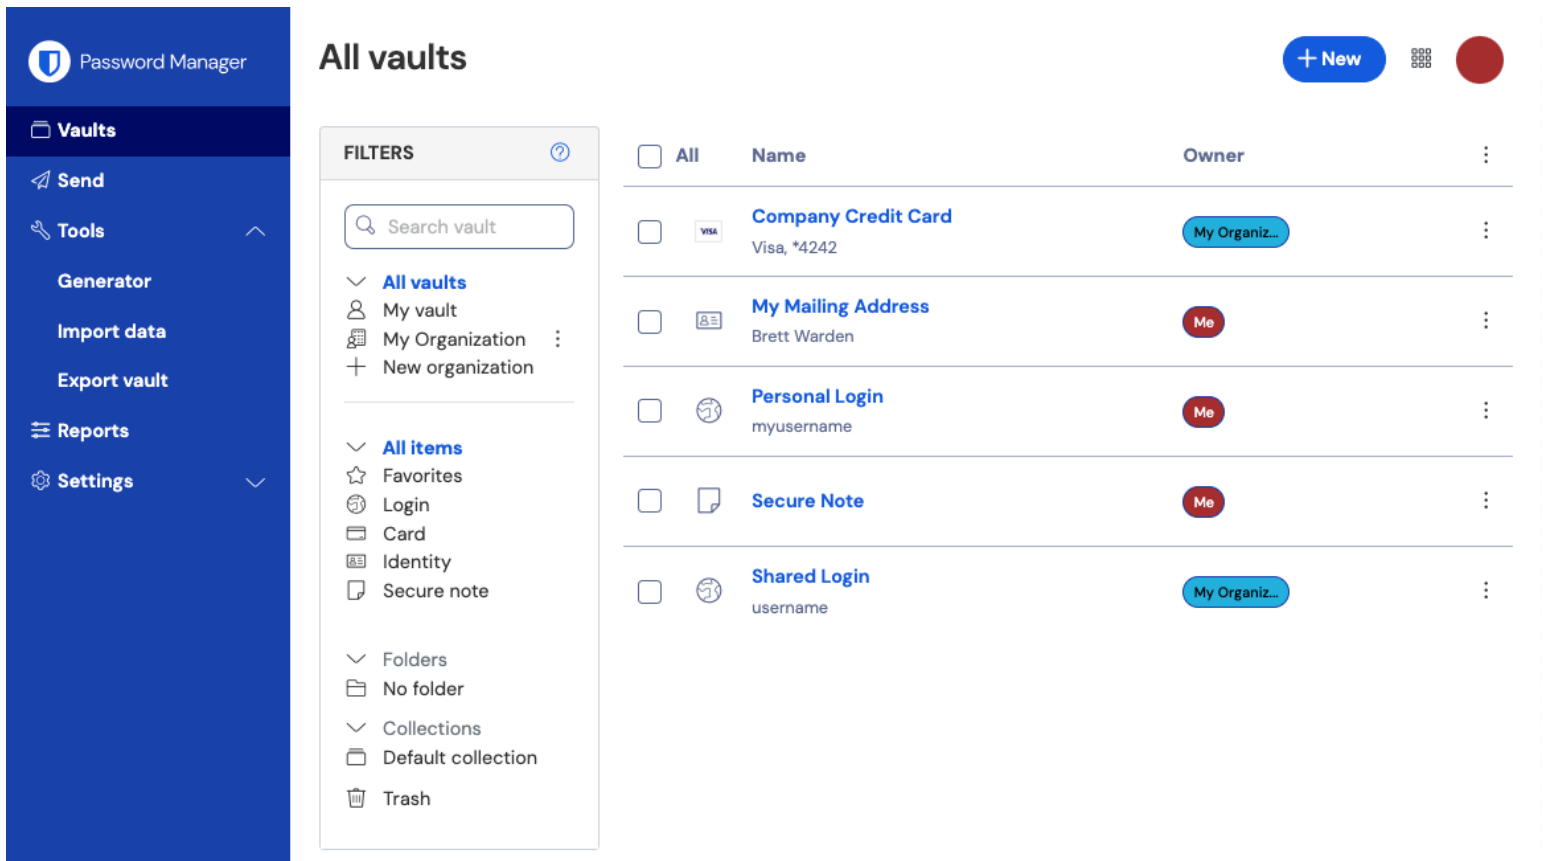 Password Manager
Vaults
Send
Tools
Generator
Import data
Export vault
Reports
Settings
All vaults
+ New
FILTERS
?
Search vault
All vaults
My vault
My Organization
New organization
All items
Favorites
Login
Card
Identity
Secure note
Folders
No folder
Collections
Default collection
Trash
All Name Owner
VISA
Company Credit Card
Visa, *4242
My Organiz...
My Mailing Address
Brett Warden
Me
Personal Login
myusername
Me
Secure Note
Me
Shared Login
username
My Organiz...